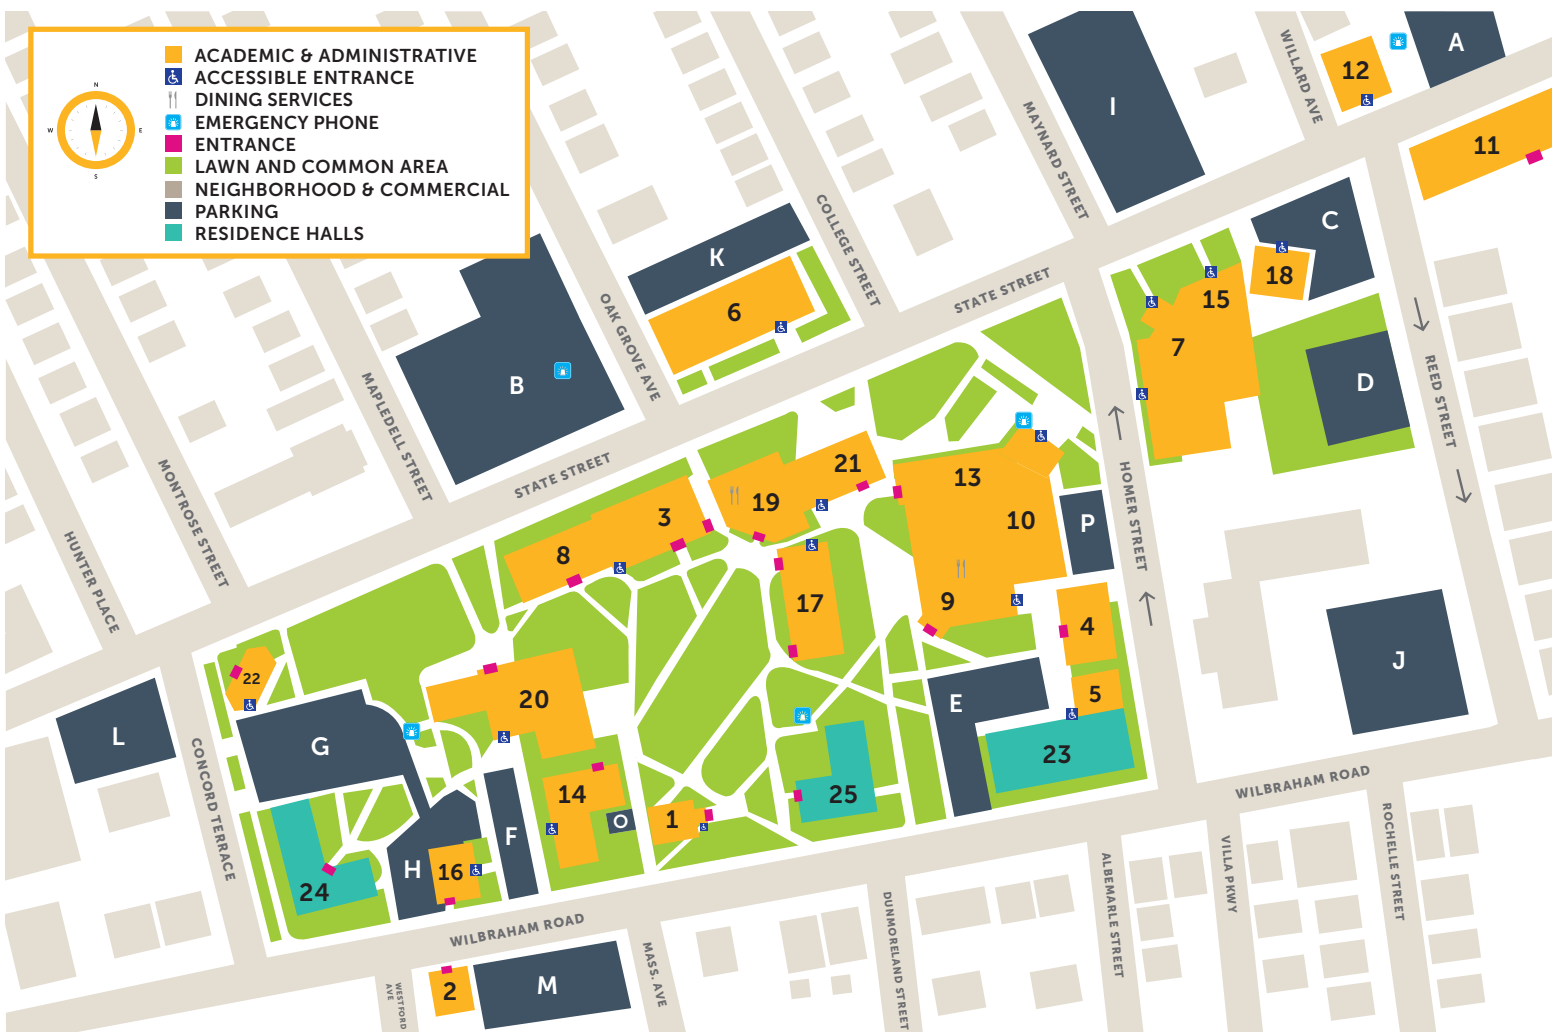 N
W
E
S
ACADEMIC & ADMINISTRATIVE
ACCESSIBLE ENTRANCE
DINING SERVICES
EMERGENCY PHONE
ENTRANCE
LAWN AND COMMON AREA
NEIGHBORHOOD & COMMERCIAL
PARKING
RESIDENCE HALLS
WILLARD AVE
12
A
I
MAYNARD STREET
11
COLLEGE STREET
C
K
18
15
6
STATE STREET
OAK GROVE AVE
7
B
D
REED STREET
MAPLEDELL STREET
STATE STREET
MONTROSE STREET
21
13
19
3
10
P
HOMER STREET
8
HUNTER PLACE
17
9
4
22
J
20
5
E
L
G
23
CONCORD TERRACE
WILBRAHAM ROAD
14
25
O
1
F
H
16
24
ROCHELLE STREET
VILLA PKWY
ALBEMARLE STREET
DUNMORELAND STREET
WILBRAHAM ROAD
MASS. AVE
M
2
WESTFORD
AVE